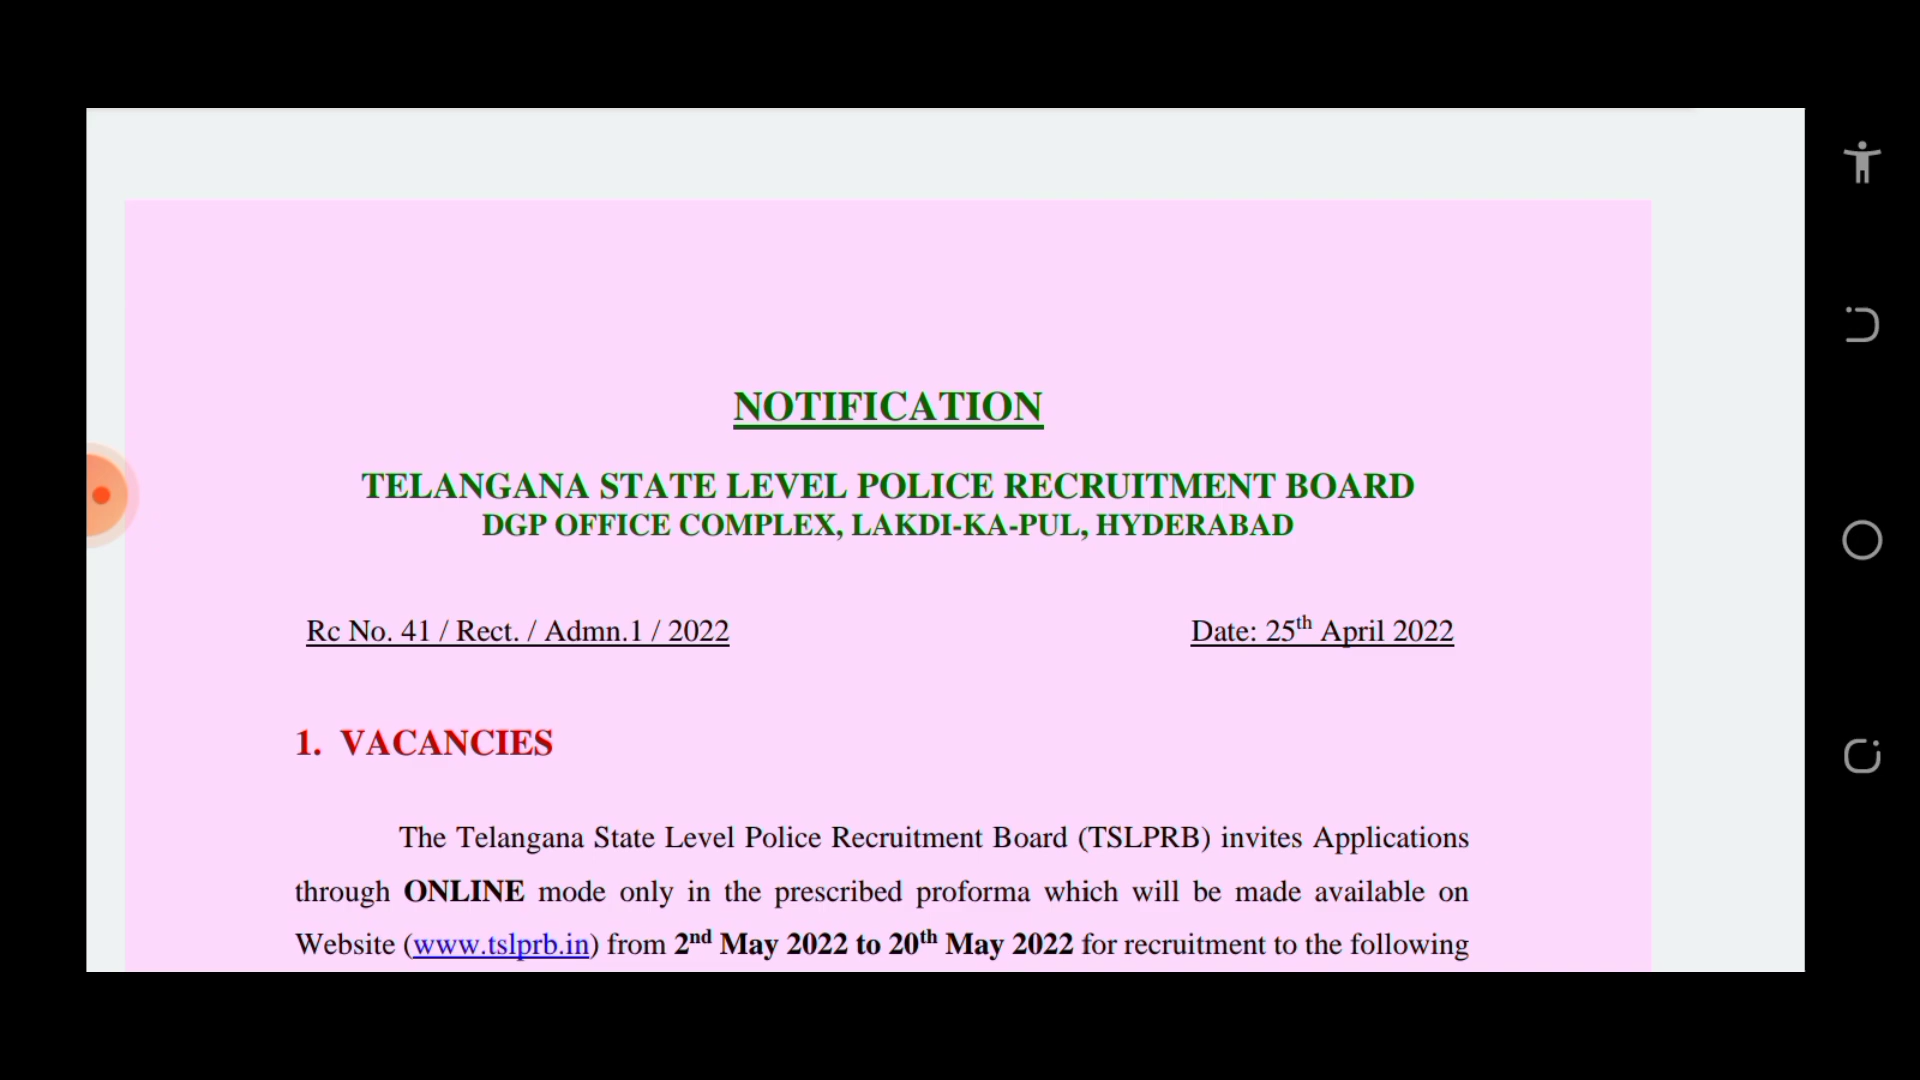 NOTIFICATION
TELANGANA STATE LEVEL POLICE RECRUITMENT BOARD
DGP OFFICE COMPLEX, LAKDI-KA-PUL, HYDERABAD
Rc No. 41 / Rect. / Admn.1 / 2022 Date: 25th April 2022
1. VACANCIES
The Telangana State Level Police Recruitment Board (TSLPRB) invites Applications
through ONLINE mode only in the prescribed proforma which will be made available on
Website (www.tslprb.in) from 2nd May 2022 to 20th May 2022 for recruitment to the following